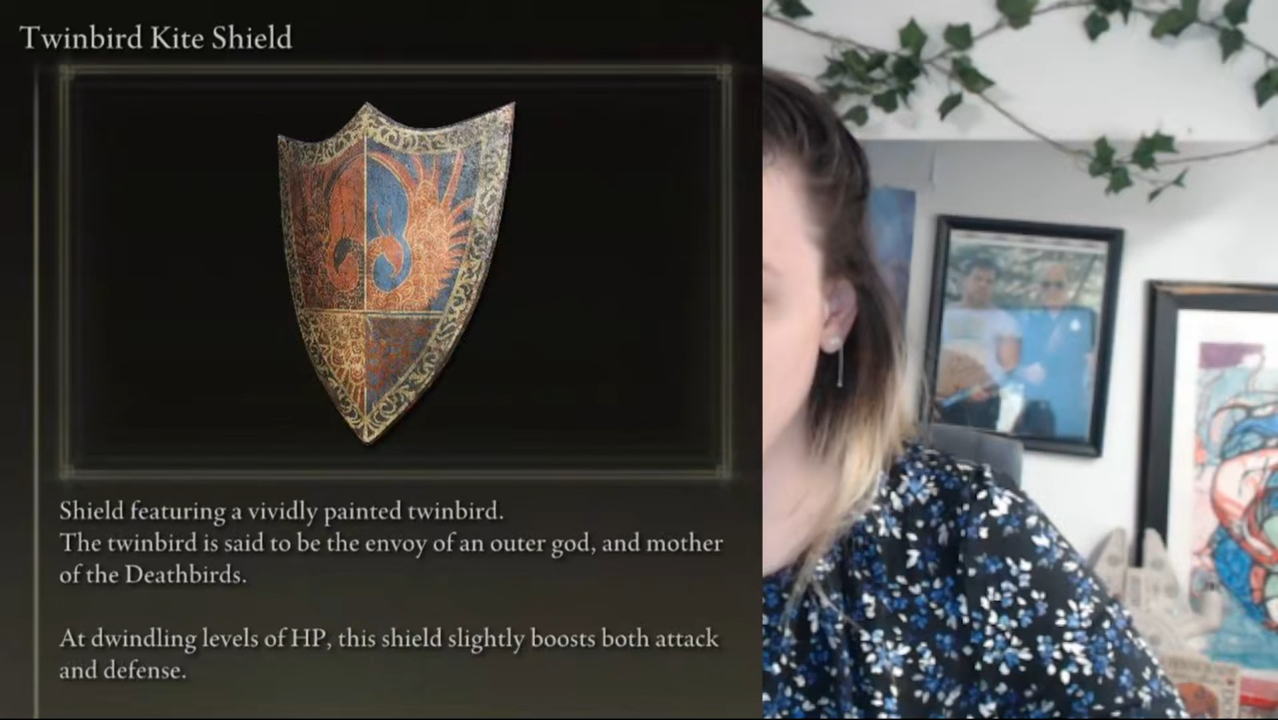 Twinbird Kite Shield
Shield featuring a vividly painted twinbird.
The twinbird is said to be the envoy of an outer god, and mother
of the Deathbirds.
At dwindling levels of HP, this shield slightly boosts both attack
and defense.